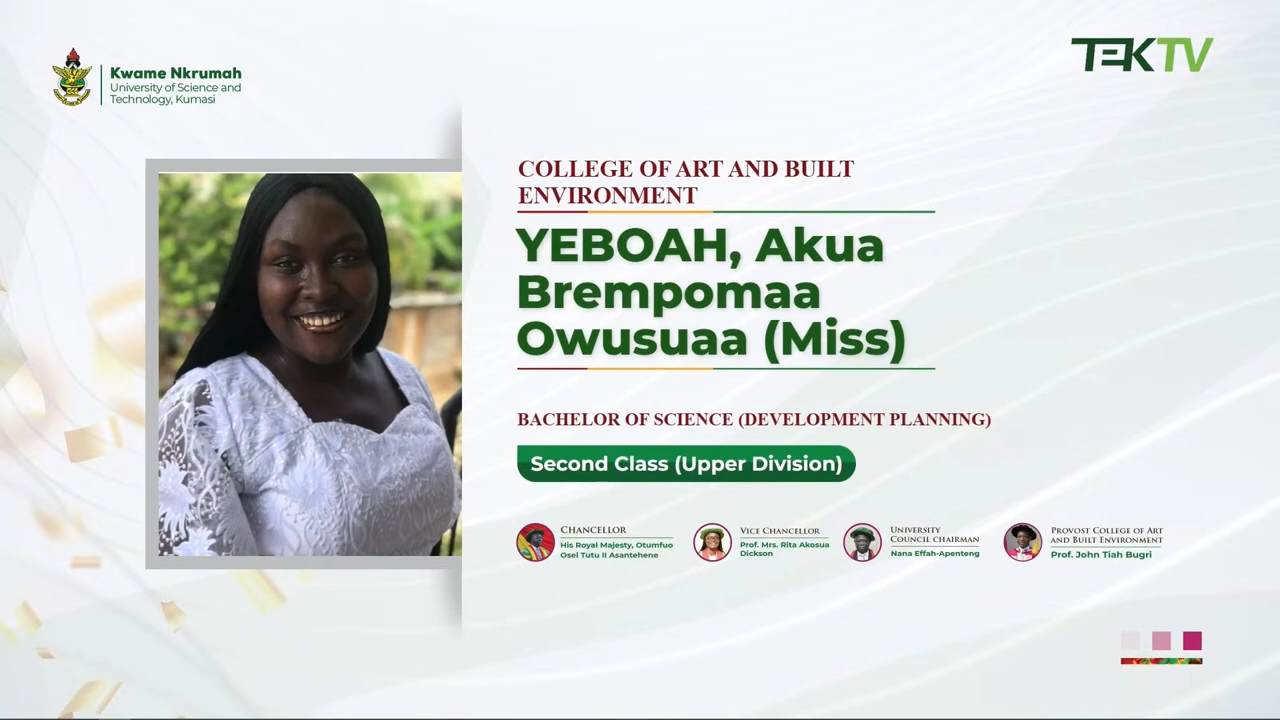 Kwame Nkrumah
University of Science and
Technology, Kumasi
TEKTV
COLLEGE OF ART AND BUILT
ENVIRONMENT
YEBOAH, Akua
Brempomaa
Owusuaa (Miss)
BACHELOR OF SCIENCE (DEVELOPMENT PLANNING)
Second Class (Upper Division)
CHANCELLOR
His Royal Majesty, Otumfuo
Osei Tutu II Asantehene
VICE CHANCELLOR
Prof. Mrs. Rita Akosua
Dickson
UNIVERSITY
COUNCIL CHAIRMAN
Nana Effah-Apenteng
PROVOST COLLEGE OF ART
AND BUILT ENVIRONMENT
Prof. John Tiah Bugri